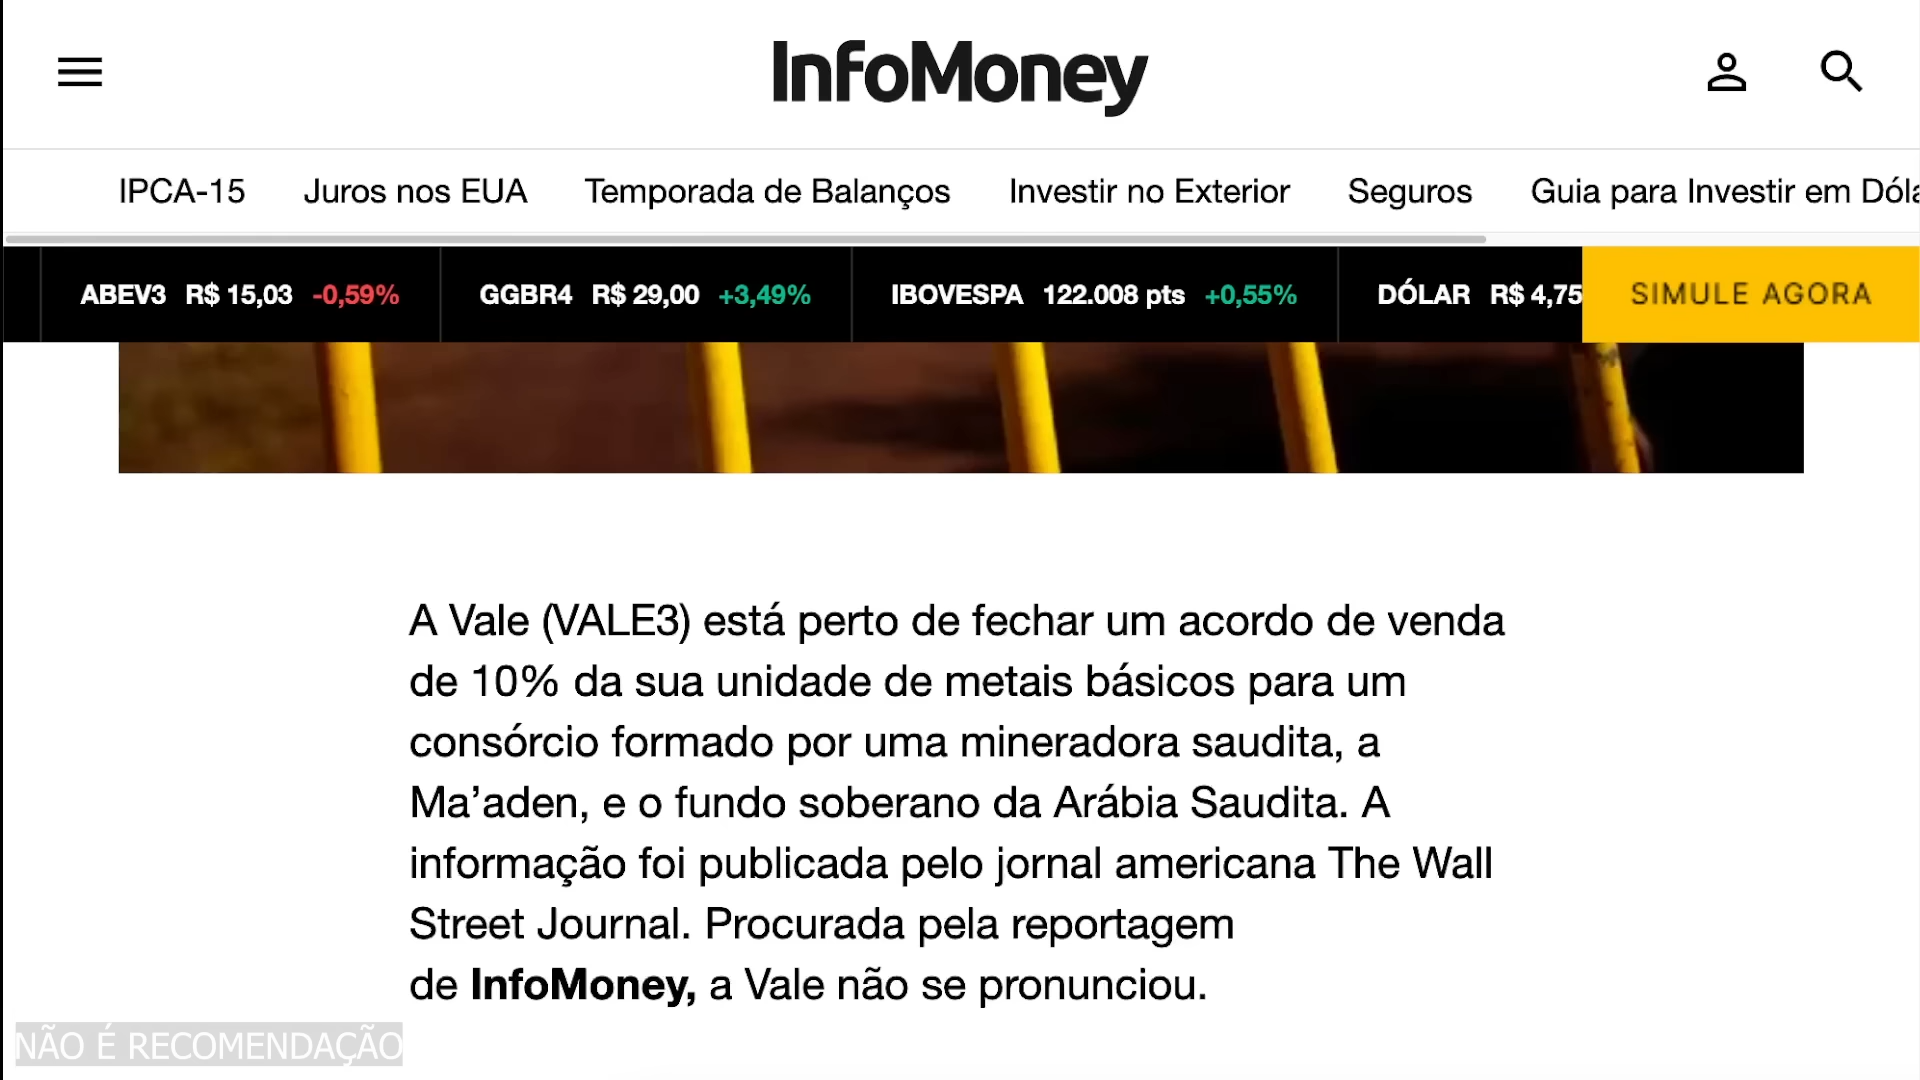 InfoMoney
IPCA-15 Juros nos EUA Temporada de Balanços Investir no Exterior Seguros Guia para Investir em Dóla
ABEV3 R$ 15,03 -0,59% GGBR4 R$ 29,00 +3,49% IBOVESPA 122.008 pts +0,55% DÓLAR R$ 4,75 SIMULE AGORA
A Vale (VALE3) está perto de fechar um acordo de venda
de 10% da sua unidade de metais básicos para um
consórcio formado por uma mineradora saudita, a
Ma’aden, e o fundo soberano da Arábia Saudita. A
informação foi publicada pelo jornal americana The Wall
Street Journal. Procurada pela reportagem
de InfoMoney, a Vale não se pronunciou.
NÃO É RECOMENDAÇÃO